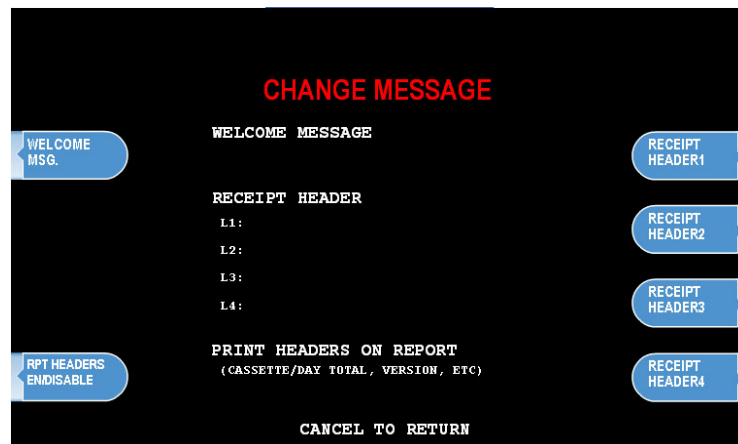 CHANGE MESSAGE
WELCOME MSG.
WELCOME MESSAGE
RECEIPT HEADER1
RECEIPT HEADER
L1:
RECEIPT HEADER2
L2:
L3:
RECEIPT HEADER3
L4:
PRINT HEADERS ON REPORT
(CASSETTE/DAY TOTAL, VERSION, ETC)
RPT HEADERS
EN/DISABLE
RECEIPT HEADER4
CANCEL TO RETURN